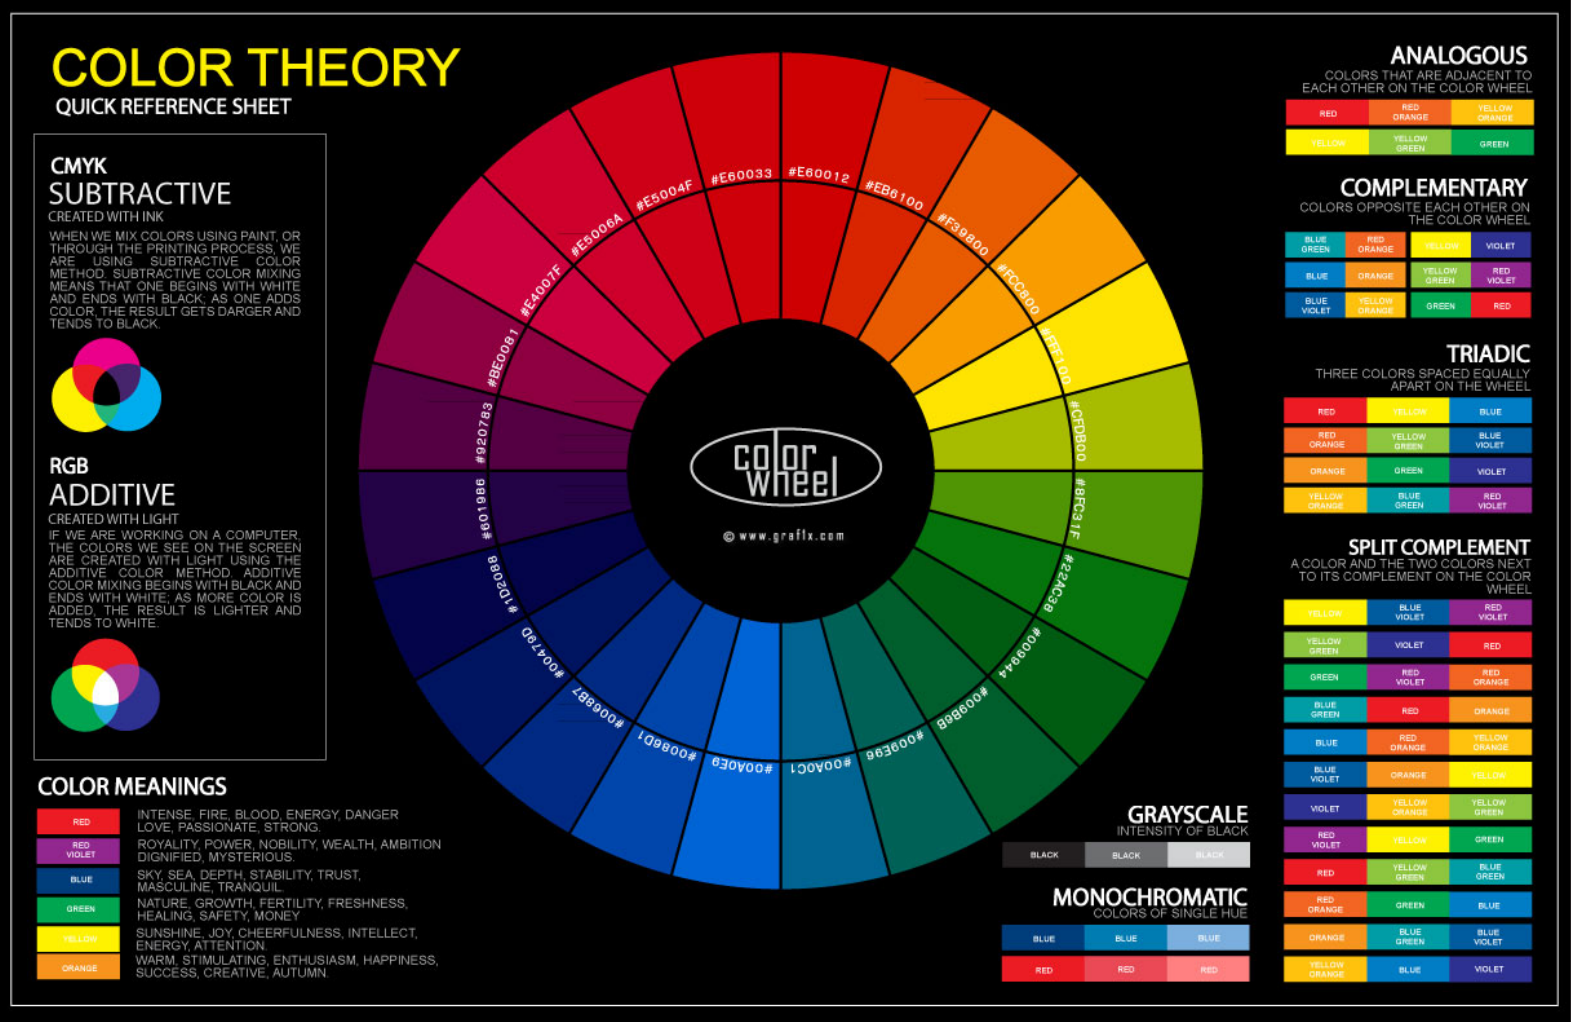 COLOR THEORY
QUICK REFERENCE SHEET
CMYK
SUBTRACTIVE
CREATED WITH INK
WHEN WE MIX COLORS USING PAINT, OR
THROUGH THE PRINTING PROCESS, WE
ARE USING SUBTRACTIVE COLOR
METHOD. SUBTRACTIVE COLOR MIXING
MEANS THAT ONE BEGINS WITH WHITE
AND ENDS WITH BLACK; AS ONE ADDS
COLOR, THE RESULT GETS DARGER AND
TENDS TO BLACK.
RGB
ADDITIVE
CREATED WITH LIGHT
IF WE ARE WORKING ON A COMPUTER,
THE COLORS WE SEE ON THE SCREEN
ARE CREATED WITH LIGHT USING THE
ADDITIVE COLOR METHOD. ADDITIVE
COLOR MIXING BEGINS WITH BLACK AND
ENDS WITH WHITE; AS MORE COLOR IS
ADDED, THE RESULT IS LIGHTER AND
TENDS TO WHITE.
COLOR MEANINGS
RED
INTENSE, FIRE, BLOOD, ENERGY, DANGER
LOVE, PASSIONATE, STRONG.
RED
VIOLET
ROYALITY, POWER, NOBILITY, WEALTH, AMBITION
DIGNIFIED, MYSTERIOUS.
BLUE
SKY, SEA, DEPTH, STABILITY, TRUST,
MASCULINE, TRANQUIL.
GREEN
NATURE, GROWTH, FERTILITY, FRESHNESS,
HEALING, SAFETY, MONEY
YELLOW
SUNSHINE, JOY, CHEERFULNESS, INTELLECT,
ENERGY, ATTENTION.
ORANGE
WARM, STIMULATING, ENTHUSIASM, HAPPINESS,
SUCCESS, CREATIVE, AUTUMN.
#E60012
#EB6100
#F39800
#FCC800
#FFF100
#CFDB00
#8FC31F
#22AC38
#009944
#009B6B
#009E96
#00A0C1
#00A0E9
#0086D1
#0068B7
#00479D
#1D2088
#601986
#920783
#BE0081
#E4007F
#E5006A
#E5004F
#E60033
color
wheel
© www.graf1x.com
GRAYSCALE
INTENSITY OF BLACK
BLACK BLACK BLACK
MONOCHROMATIC
COLORS OF SINGLE HUE
BLUE BLUE BLUE
RED RED RED
ANALOGOUS
COLORS THAT ARE ADJACENT TO
EACH OTHER ON THE COLOR WHEEL
RED RED ORANGE YELLOW ORANGE
YELLOW YELLOW GREEN GREEN
COMPLEMENTARY
COLORS OPPOSITE EACH OTHER ON
THE COLOR WHEEL
BLUE GREEN RED ORANGE YELLOW VIOLET
BLUE ORANGE YELLOW GREEN RED VIOLET
BLUE VIOLET YELLOW ORANGE GREEN RED
TRIADIC
THREE COLORS SPACED EQUALLY
APART ON THE WHEEL
RED YELLOW BLUE
RED ORANGE YELLOW GREEN BLUE VIOLET
ORANGE GREEN VIOLET
YELLOW ORANGE BLUE GREEN RED VIOLET
SPLIT COMPLEMENT
A COLOR AND THE TWO COLORS NEXT
TO ITS COMPLEMENT ON THE COLOR
WHEEL
YELLOW BLUE VIOLET RED VIOLET
YELLOW GREEN VIOLET RED
GREEN RED VIOLET RED ORANGE
BLUE GREEN RED ORANGE
BLUE RED ORANGE YELLOW ORANGE
BLUE VIOLET ORANGE YELLOW
VIOLET YELLOW ORANGE YELLOW GREEN
RED VIOLET YELLOW GREEN
RED YELLOW GREEN BLUE GREEN
RED ORANGE GREEN BLUE
ORANGE BLUE GREEN BLUE VIOLET
YELLOW ORANGE BLUE VIOLET